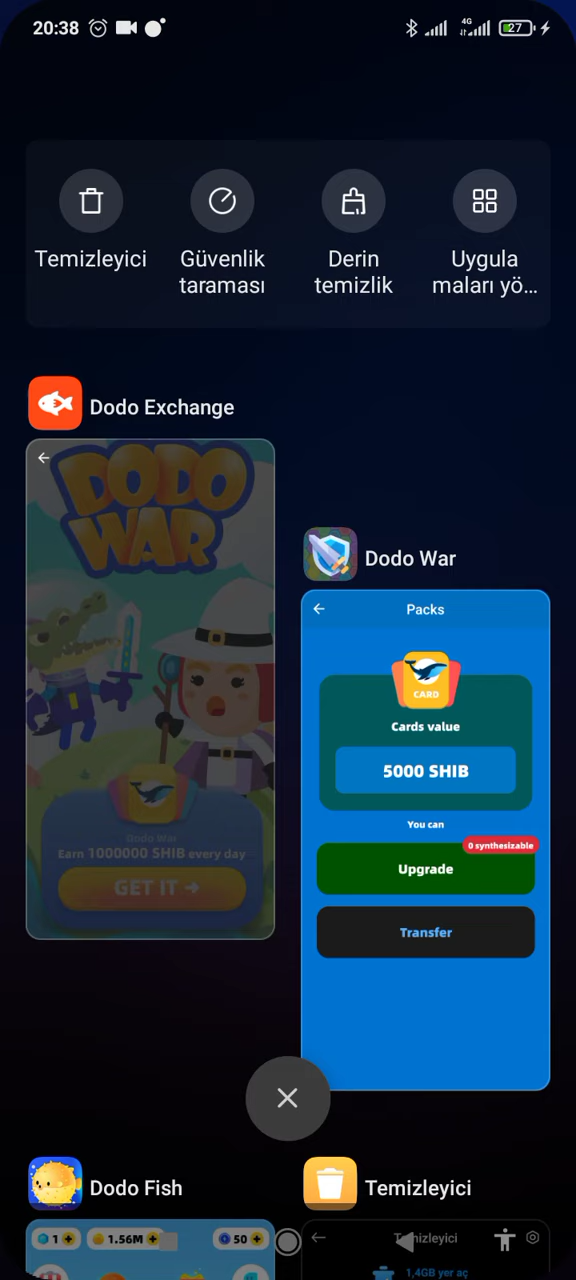 20:38
4G
27
Temizleyici
Güvenlik
taraması
Derin
temizlik
Uygula
maları yö...
Dodo Exchange
DODO
WAR
Dodo War
Earn 1000000 SHIB every day
GET IT →
Dodo War
Packs
CARD
Cards value
5000 SHIB
You can
0 synthesizable
Upgrade
Transfer
Dodo Fish
1
1.56M
50
Temizleyici
Temizleyici
1,4GB yer aç